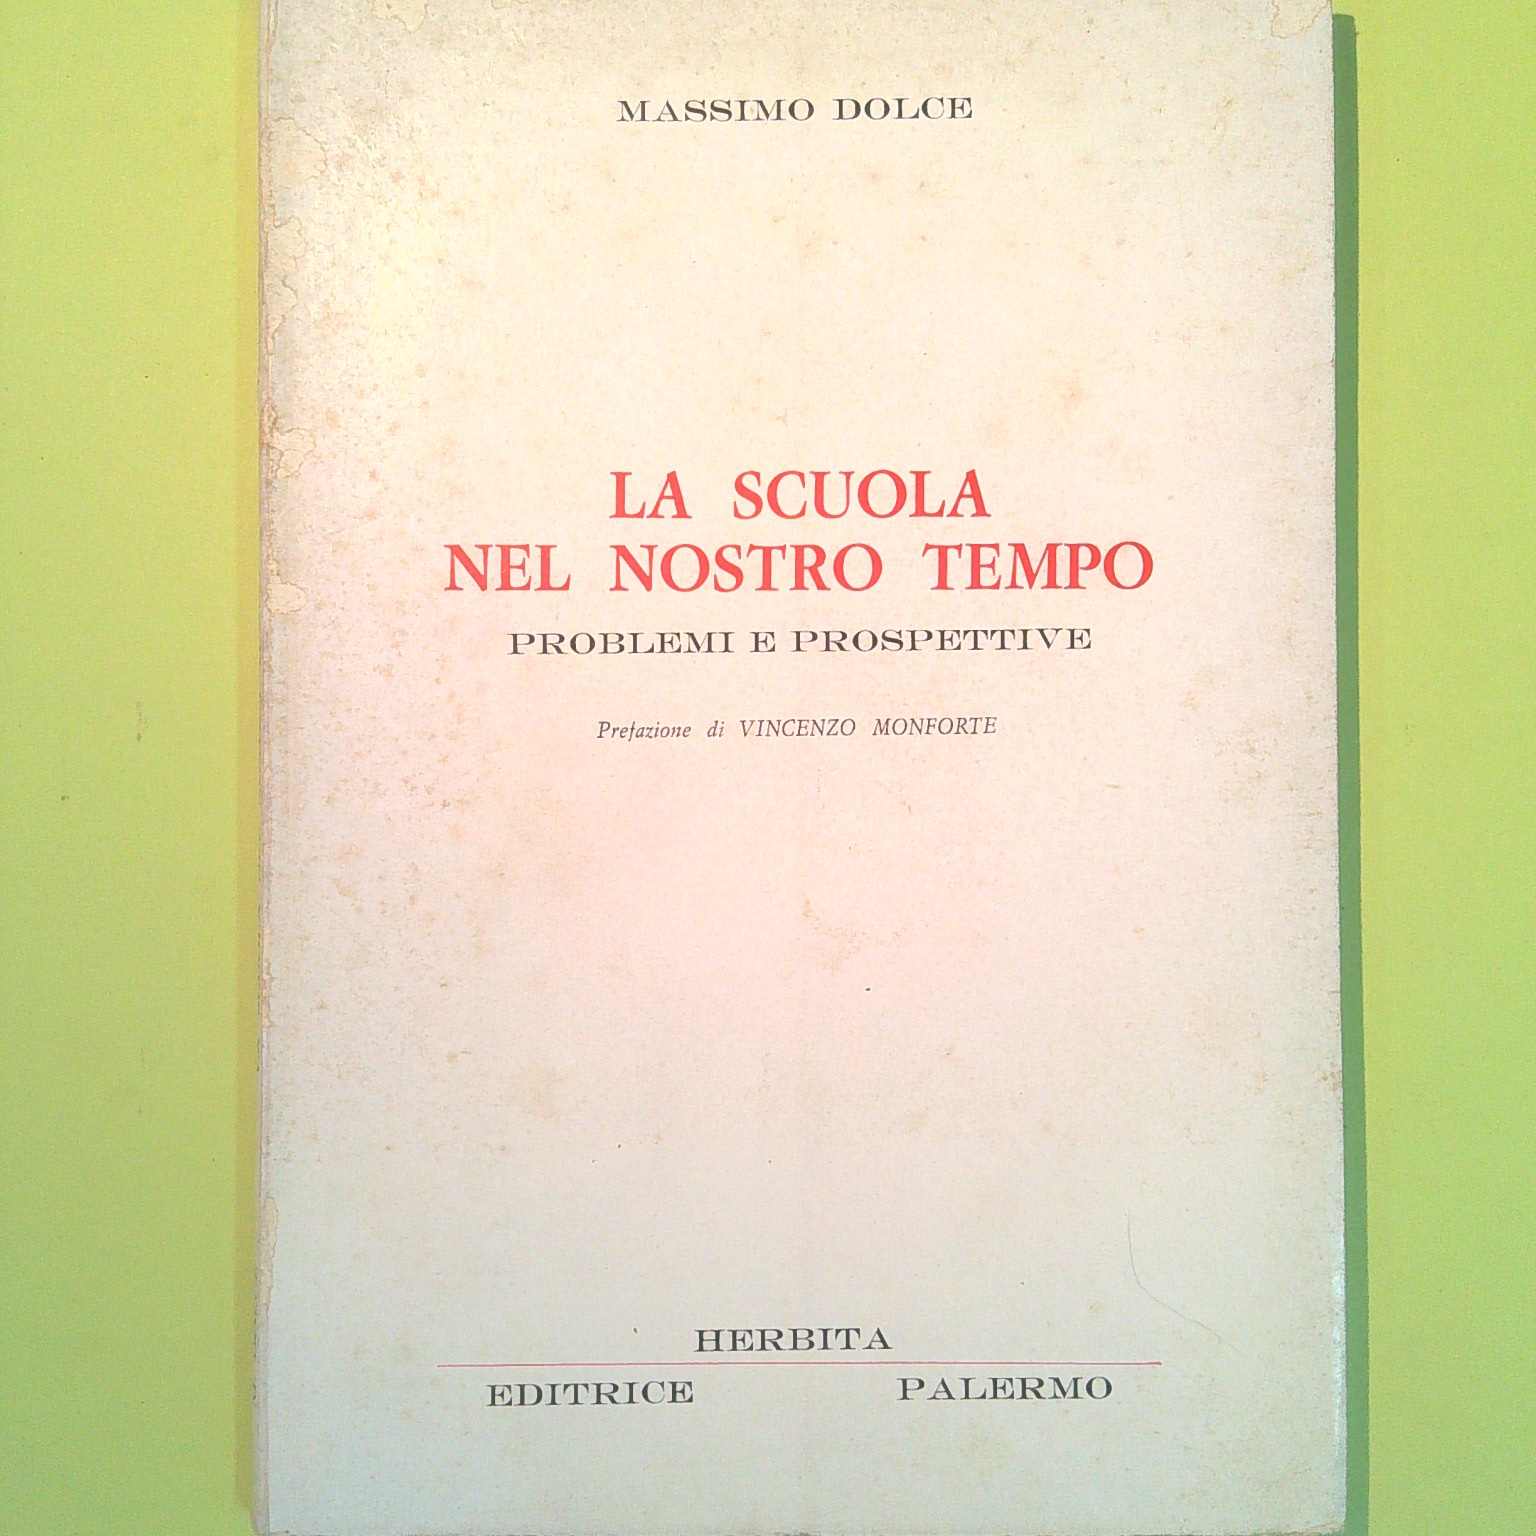 MASSIMO DOLCE
LA SCUOLA
NEL NOSTRO TEMPO
PROBLEMI E PROSPETTIVE
Prefazione di VINCENZO MONFORTE
HERBITA
EDITRICE PALERMO